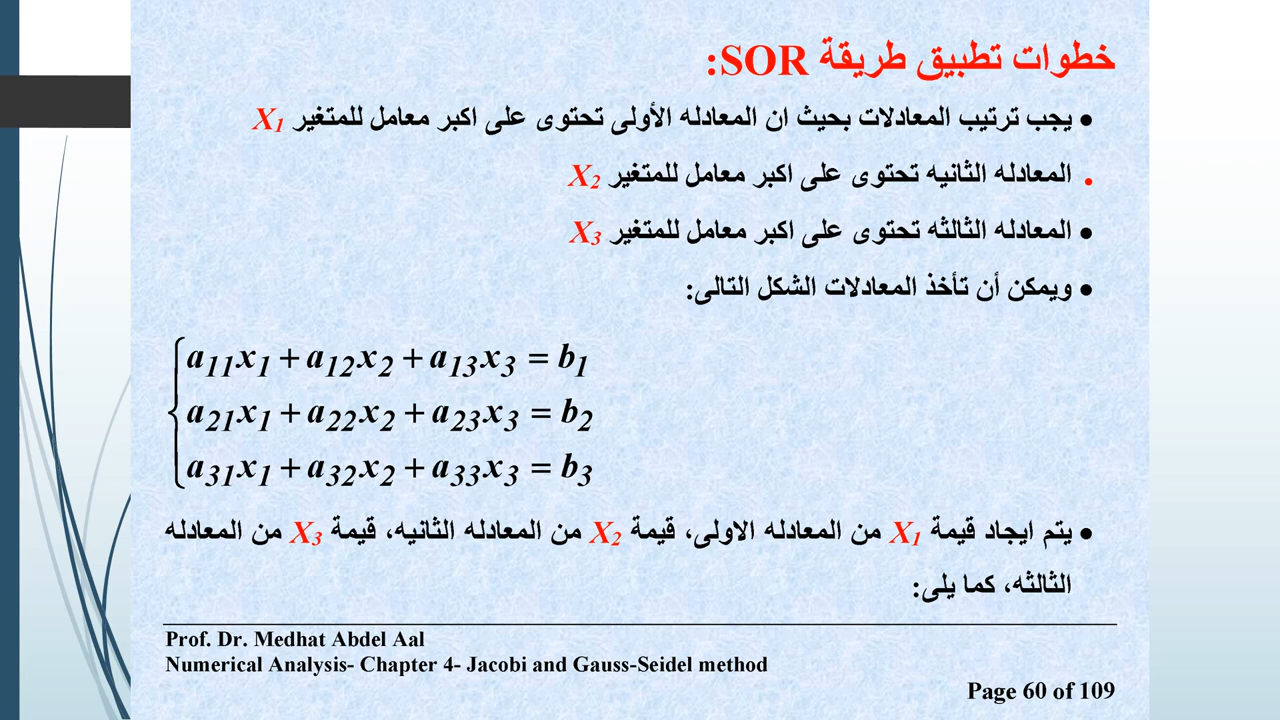 خطوات تطبيق طريقة SOR:
• يجب ترتيب المعادلات بحيث ان المعادله الأولى تحتوى على اكبر معامل للمتغير X₁
• المعادله الثانيه تحتوى على اكبر معامل للمتغير X₂
• المعادله الثالثه تحتوى على اكبر معامل للمتغير X₃
• ويمكن أن تأخذ المعادلات الشكل التالى:
a₁₁x₁ + a₁₂x₂ + a₁₃x₃ = b₁
a₂₁x₁ + a₂₂x₂ + a₂₃x₃ = b₂
a₃₁x₁ + a₃₂x₂ + a₃₃x₃ = b₃
• يتم ايجاد قيمة X₁ من المعادله الاولى، قيمة X₂ من المعادله الثانيه، قيمة X₃ من المعادله
الثالثه، كما يلى:
Prof. Dr. Medhat Abdel Aal
Numerical Analysis- Chapter 4- Jacobi and Gauss-Seidel method
Page 60 of 109